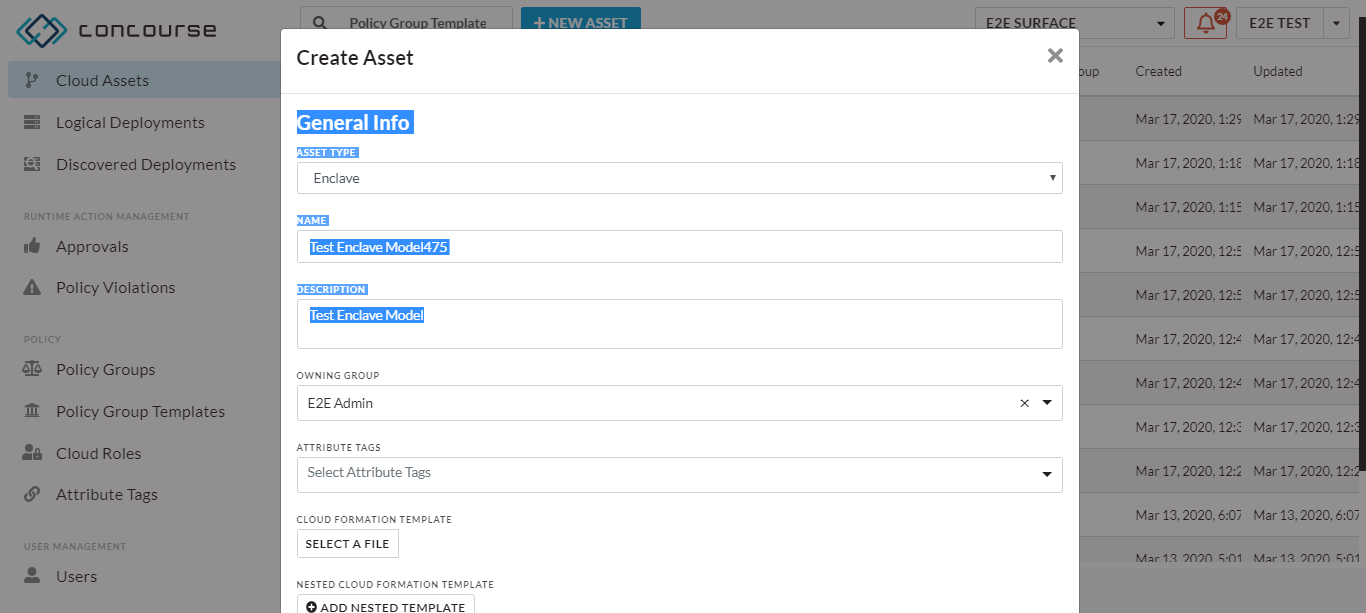 concourse
Policy Group Template
+ NEW ASSET
E2E SURFACE
24
E2E TEST
Cloud Assets
Logical Deployments
Discovered Deployments
RUNTIME ACTION MANAGEMENT
Approvals
Policy Violations
POLICY
Policy Groups
Policy Group Templates
Cloud Roles
Attribute Tags
USER MANAGEMENT
Users
Create Asset
General Info
ASSET TYPE
Enclave
NAME
Test Enclave Model475
DESCRIPTION
Test Enclave Model
OWNING GROUP
E2E Admin
ATTRIBUTE TAGS
Select Attribute Tags
CLOUD FORMATION TEMPLATE
SELECT A FILE
NESTED CLOUD FORMATION TEMPLATE
ADD NESTED TEMPLATE
oup Created Updated
Mar 17, 2020, 1:29 Mar 17, 2020, 1:29
Mar 17, 2020, 1:18 Mar 17, 2020, 1:18
Mar 17, 2020, 1:15 Mar 17, 2020, 1:15
Mar 17, 2020, 12:5 Mar 17, 2020, 12:5
Mar 17, 2020, 12:5 Mar 17, 2020, 12:5
Mar 17, 2020, 12:4 Mar 17, 2020, 12:4
Mar 17, 2020, 12:4 Mar 17, 2020, 12:4
Mar 17, 2020, 12:3 Mar 17, 2020, 12:3
Mar 17, 2020, 12:2 Mar 17, 2020, 12:2
Mar 13, 2020, 6:07 Mar 13, 2020, 6:07
Mar 13, 2020, 5:01 Mar 13, 2020, 5:01